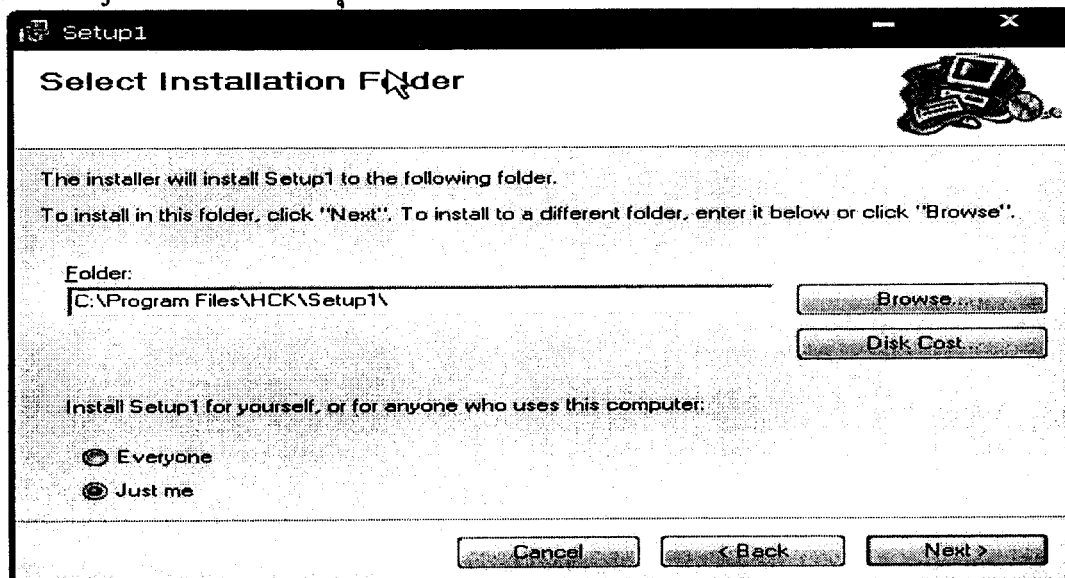 Setup1
Select Installation Folder
The installer will install Setup1 to the following folder.
To install in this folder, click "Next". To install to a different folder, enter it below or click "Browse".
Folder:
C:\Program Files\HCK\Setup1\
Browse...
Disk Cost...
Install Setup1 for yourself, or for anyone who uses this computer:
Everyone
Just me
Cancel
< Back
Next >